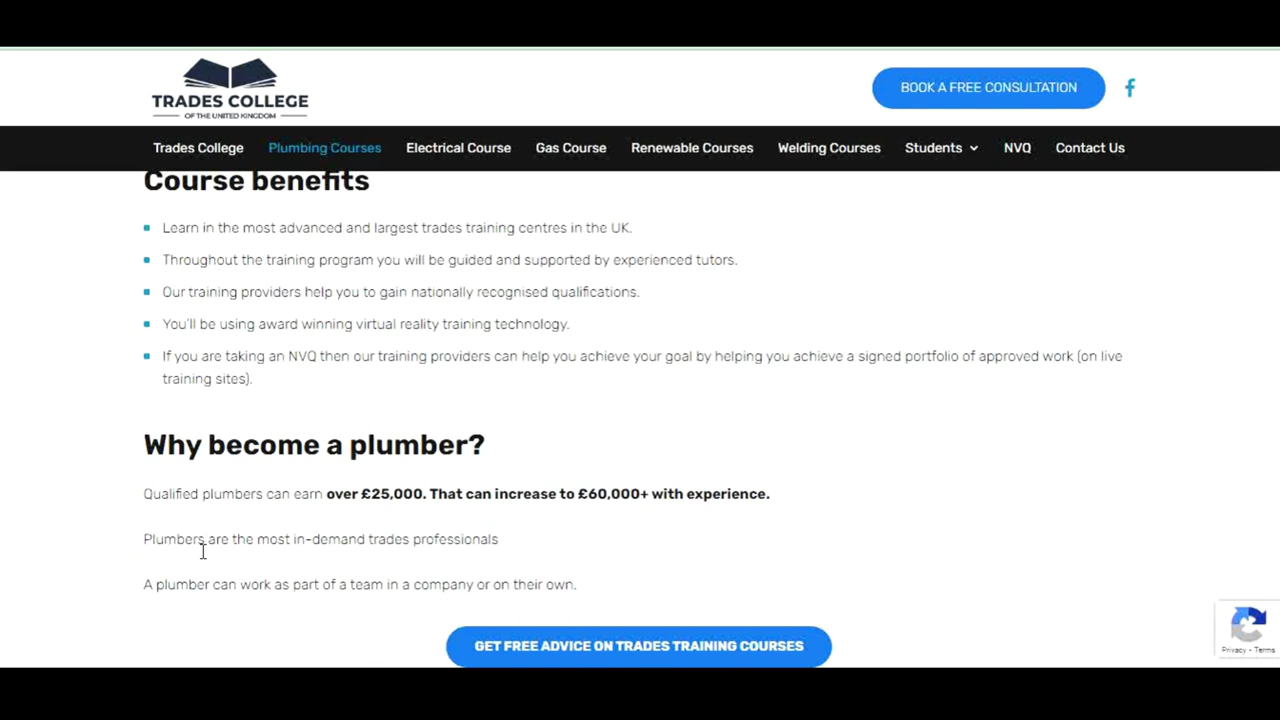 TRADES COLLEGE
OF THE UNITED KINGDOM
BOOK A FREE CONSULTATION
Trades College Plumbing Courses Electrical Course Gas Course Renewable Courses Welding Courses Students NVQ Contact Us
Course benefits
Learn in the most advanced and largest trades training centres in the UK.
Throughout the training program you will be guided and supported by experienced tutors.
Our training providers help you to gain nationally recognised qualifications.
You'll be using award winning virtual reality training technology.
If you are taking an NVQ then our training providers can help you achieve your goal by helping you achieve a signed portfolio of approved work (on live
training sites).
Why become a plumber?
Qualified plumbers can earn over £25,000. That can increase to £60,000+ with experience.
Plumbers are the most in-demand trades professionals
A plumber can work as part of a team in a company or on their own.
GET FREE ADVICE ON TRADES TRAINING COURSES
Privacy - Terms